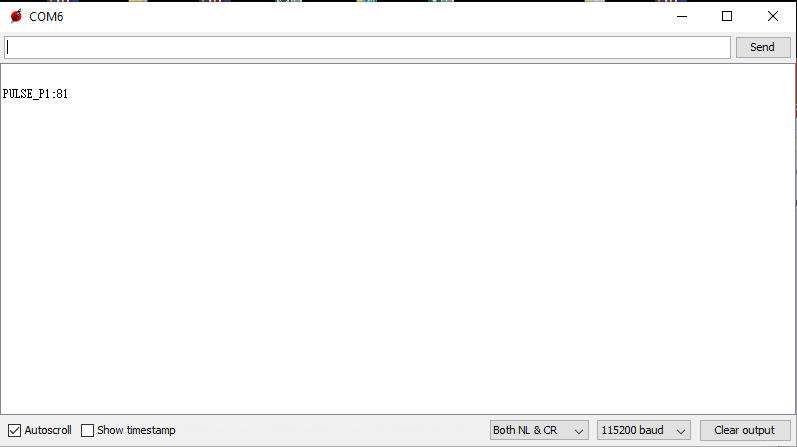 COM6
Send
PULSE_P1:81
Autoscroll
Show timestamp
Both NL & CR
115200 baud
Clear output